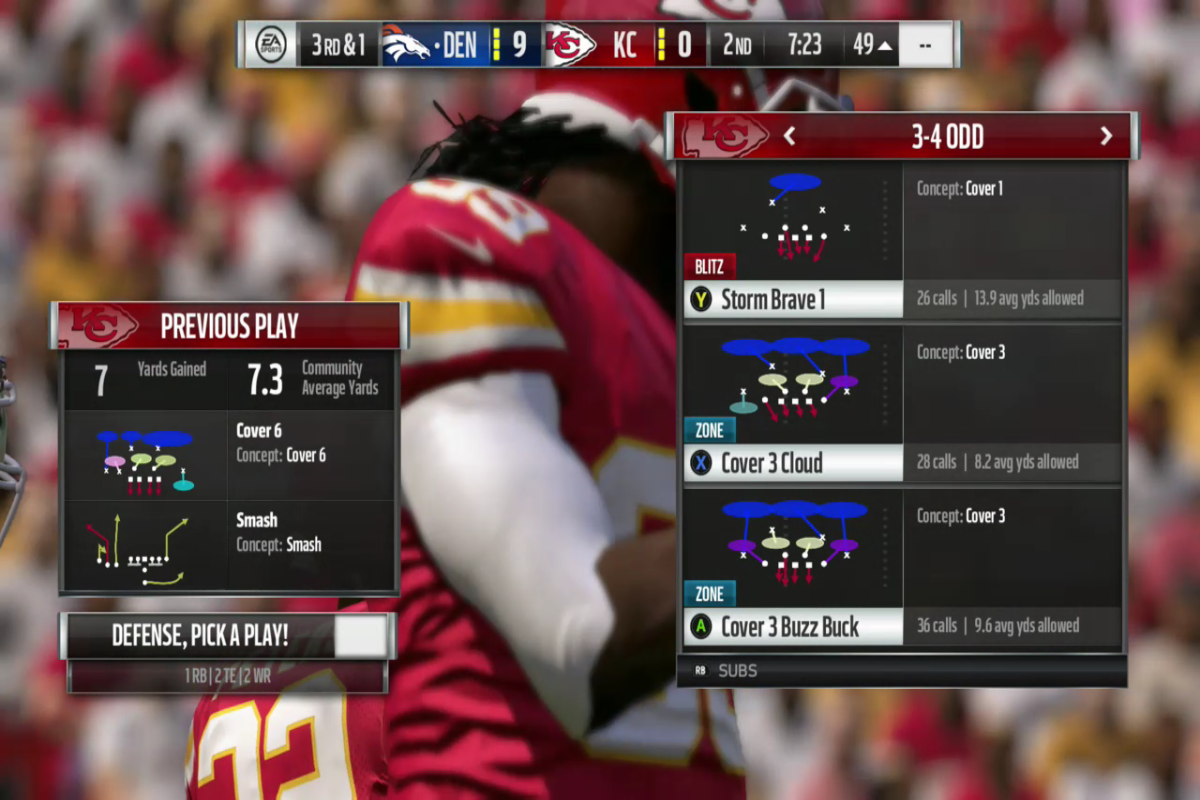 EA SPORTS 3RD & 1 DEN 9 KC 0 2ND 7:23 49 --
KC 3-4 ODD
Concept: Cover 1
BLITZ
Y Storm Brave 1 26 calls | 13.9 avg yds allowed
Concept: Cover 3
ZONE
X Cover 3 Cloud 28 calls | 8.2 avg yds allowed
Concept: Cover 3
ZONE
A Cover 3 Buzz Buck 36 calls | 9.6 avg yds allowed
RB SUBS
KC PREVIOUS PLAY
7 Yards Gained 7.3 Community
Average Yards
Cover 6
Concept: Cover 6
Smash
Concept: Smash
DEFENSE, PICK A PLAY!
1 RB | 2 TE | 2 WR